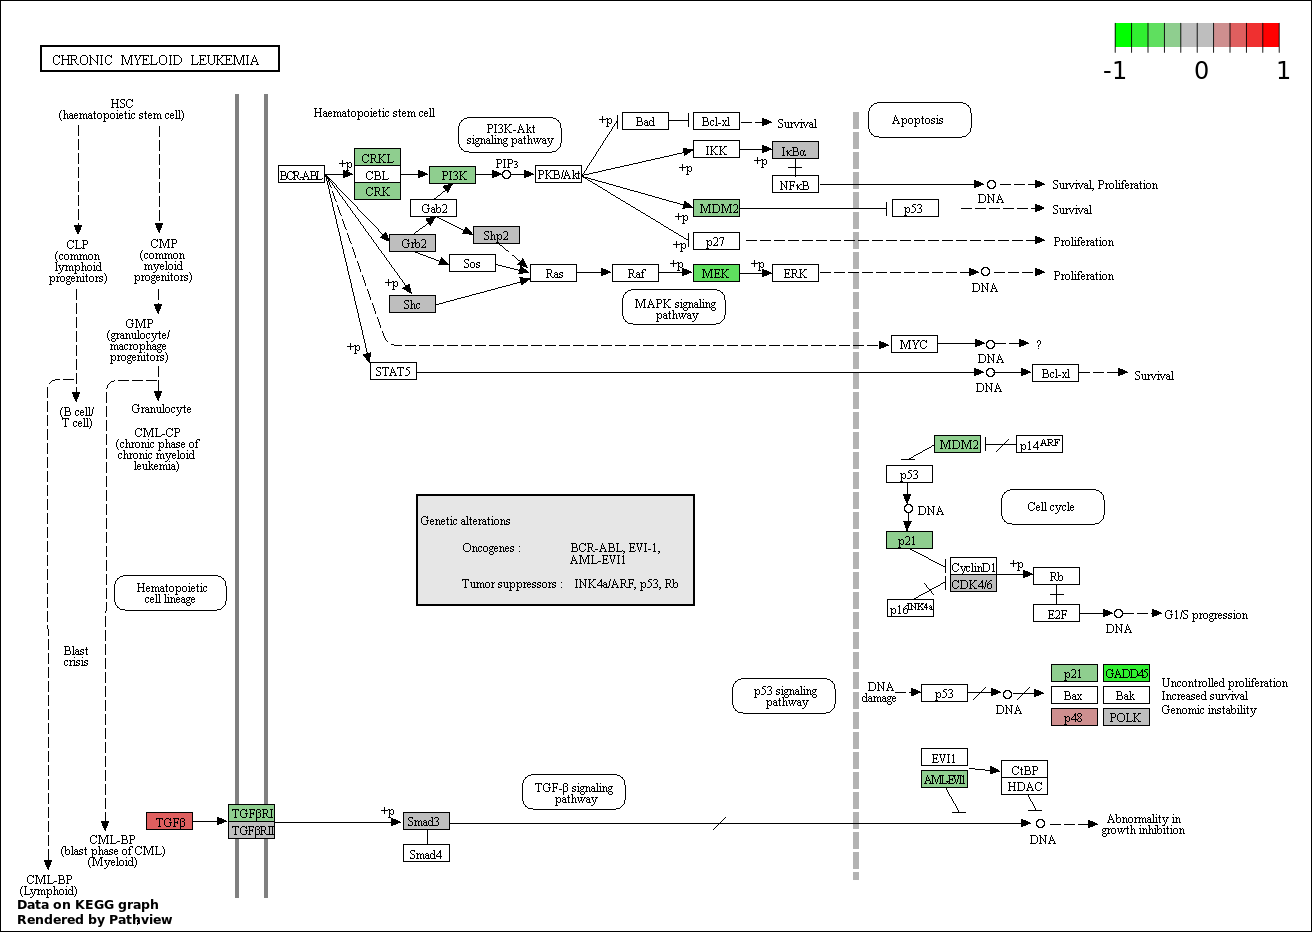 CHRONIC MYELOID LEUKEMIA
-1
0
1
HSC
(haematopoietic stem cell)
CLP
(common
lymphoid
progenitors)
CMP
(common
myeloid
progenitors)
GMP
(granulocyte/
macrophage
progenitors)
(B cell/
T cell)
Granulocyte
CML-CP
(chronic phase of
chronic myeloid
leukemia)
Hematopoietic
cell lineage
Blast
crisis
CML-BP
(blast phase of CML)
(Myeloid)
CML-BP
(Lymphoid)
Haematopoietic stem cell
PI3K-Akt
signaling pathway
BCR-ABL
+p
CRKL
CBL
CRK
PI3K
PIP3
PKB/Akt
Gab2
Grb2
Shp2
Sos
+p
Shc
Ras
Raf
+p
MEK
+p
ERK
MAPK signaling
pathway
+p
STAT5
+p
Bad
Bcl-xl
Survival
IKK
+p
+p
IκBα
NFκB
DNA
Survival, Proliferation
MDM2
+p
p53
Survival
p27
+p
Proliferation
DNA
Proliferation
MYC
DNA
?
DNA
Bcl-xl
Survival
Apoptosis
MDM2
p14ARF
p53
DNA
Cell cycle
p21
CyclinD1
CDK4/6
+p
Rb
p16INK4a
E2F
DNA
G1/S progression
Genetic alterations
Oncogenes : BCR-ABL, EVI-1,
AML-EVI1
Tumor suppressors : INK4a/ARF, p53, Rb
p53 signaling
pathway
DNA
damage
p53
DNA
p21
GADD45
Bax
Bak
p48
POLK
Uncontrolled proliferation
Increased survival
Genomic instability
EVI1
AML-EVI1
CtBP
HDAC
TGF-β signaling
pathway
TGFβ
TGFβRI
TGFβRII
+p
Smad3
Smad4
DNA
Abnormality in
growth inhibition
Data on KEGG graph
Rendered by Pathview